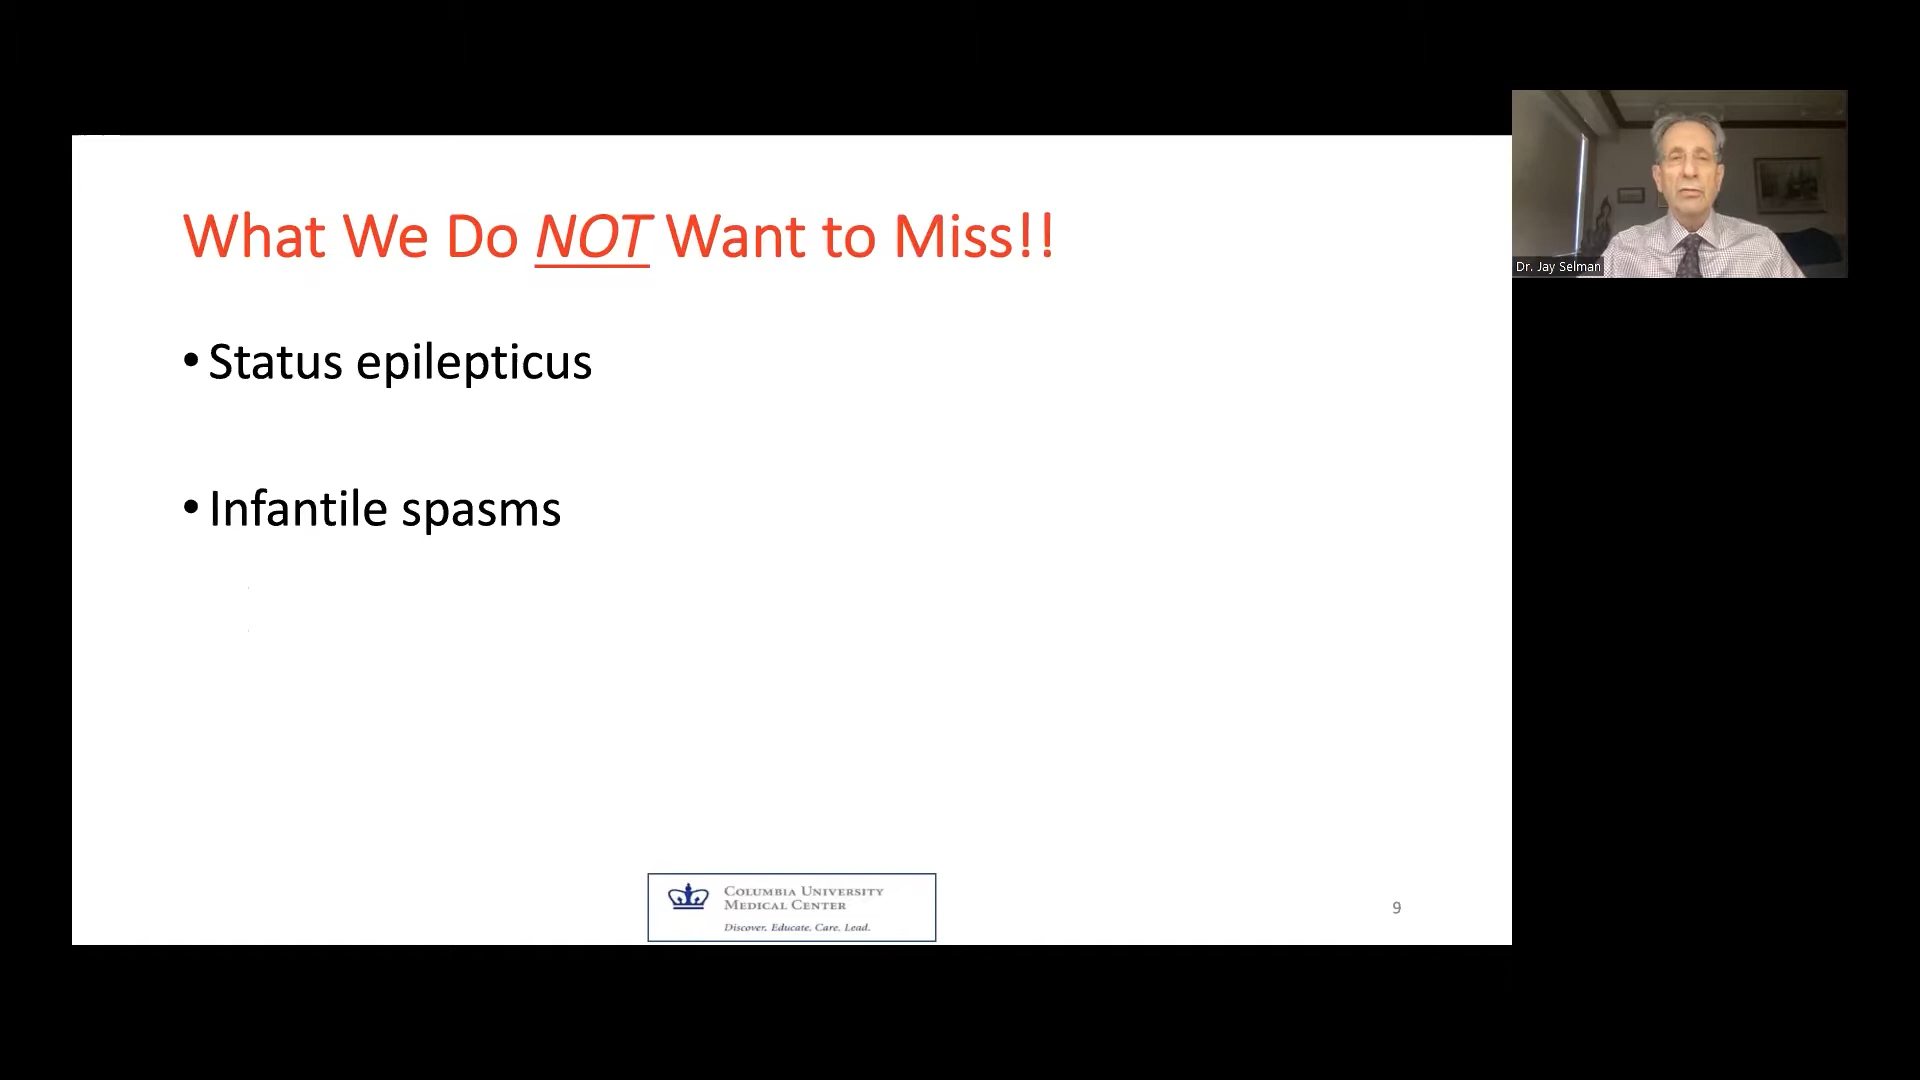 What We Do NOT Want to Miss!!
• Status epilepticus
• Infantile spasms
Dr. Jay Selman
COLUMBIA UNIVERSITY
MEDICAL CENTER
Discover. Educate. Care. Lead.
9